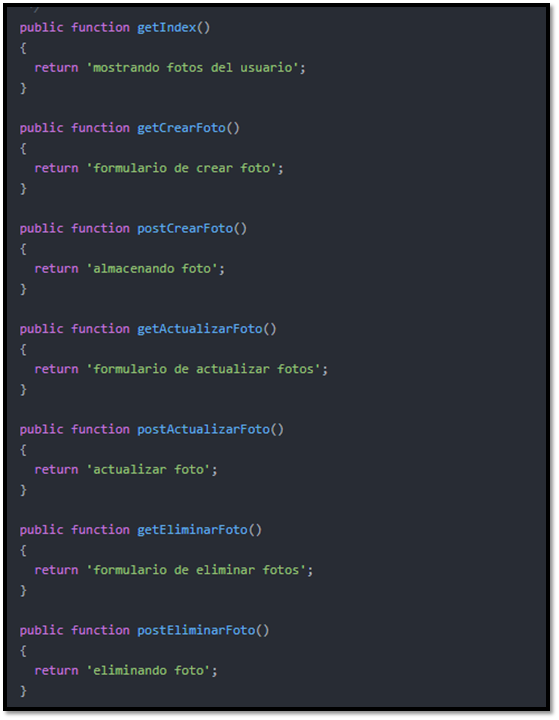 public function getIndex()
{
  return 'mostrando fotos del usuario';
}

public function getCrearFoto()
{
  return 'formulario de crear foto';
}

public function postCrearFoto()
{
  return 'almacenando foto';
}

public function getActualizarFoto()
{
  return 'formulario de actualizar fotos';
}

public function postActualizarFoto()
{
  return 'actualizar foto';
}

public function getEliminarFoto()
{
  return 'formulario de eliminar fotos';
}

public function postEliminarFoto()
{
  return 'eliminando foto';
}